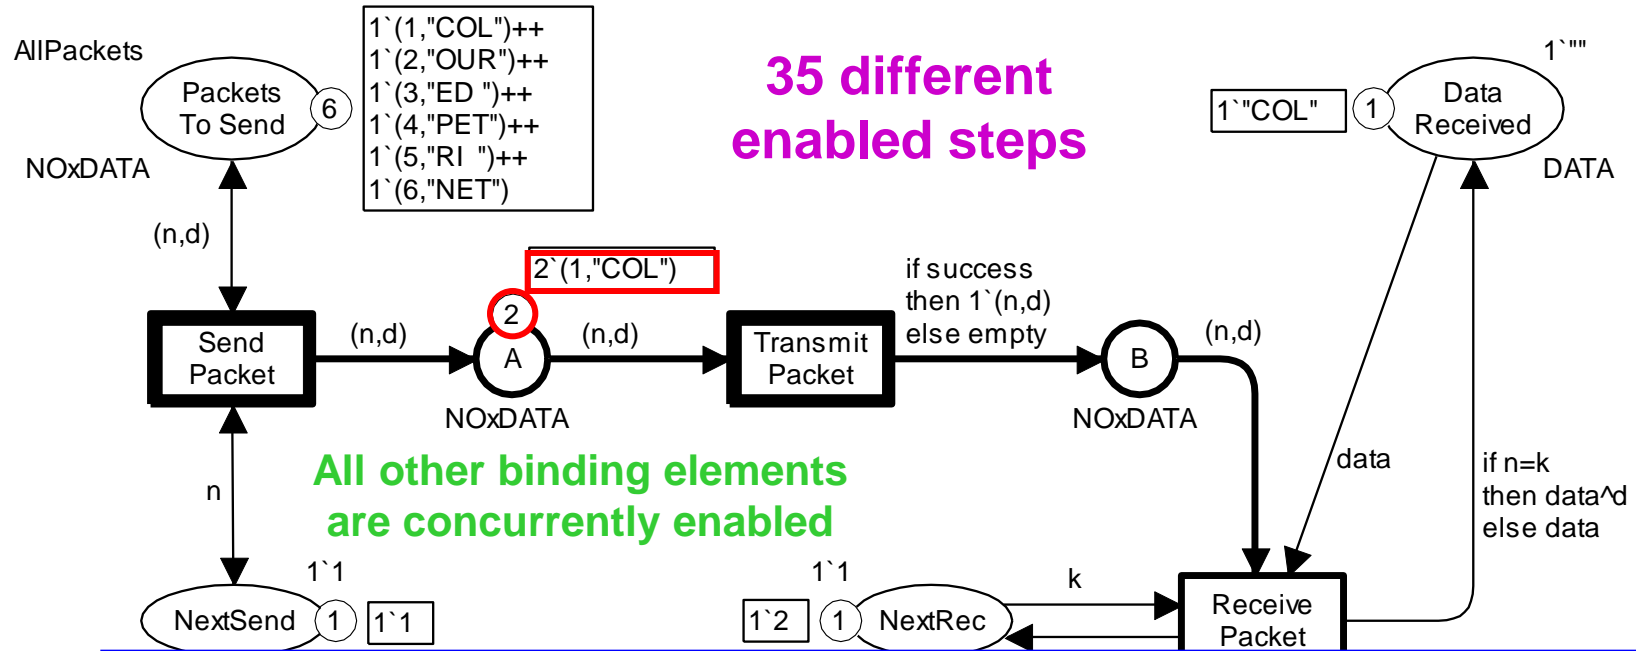 AllPackets
Packets
To Send
6
1`(1,"COL")++
1`(2,"OUR")++
1`(3,"ED ")++
1`(4,"PET")++
1`(5,"RI  ")++
1`(6,"NET")
NOxDATA
35 different
enabled steps
1`""
1`"COL"
1
Data
Received
DATA
(n,d)
2`(1,"COL")
2
if success
then 1`(n,d)
else empty
Send
Packet
(n,d)
A
(n,d)
Transmit
Packet
B
(n,d)
NOxDATA
NOxDATA
All other binding elements
are concurrently enabled
data
if n=k
then data^d
else data
n
1`1
NextSend
1
1`1
1`1
1`2
1
NextRec
k
Receive
Packet